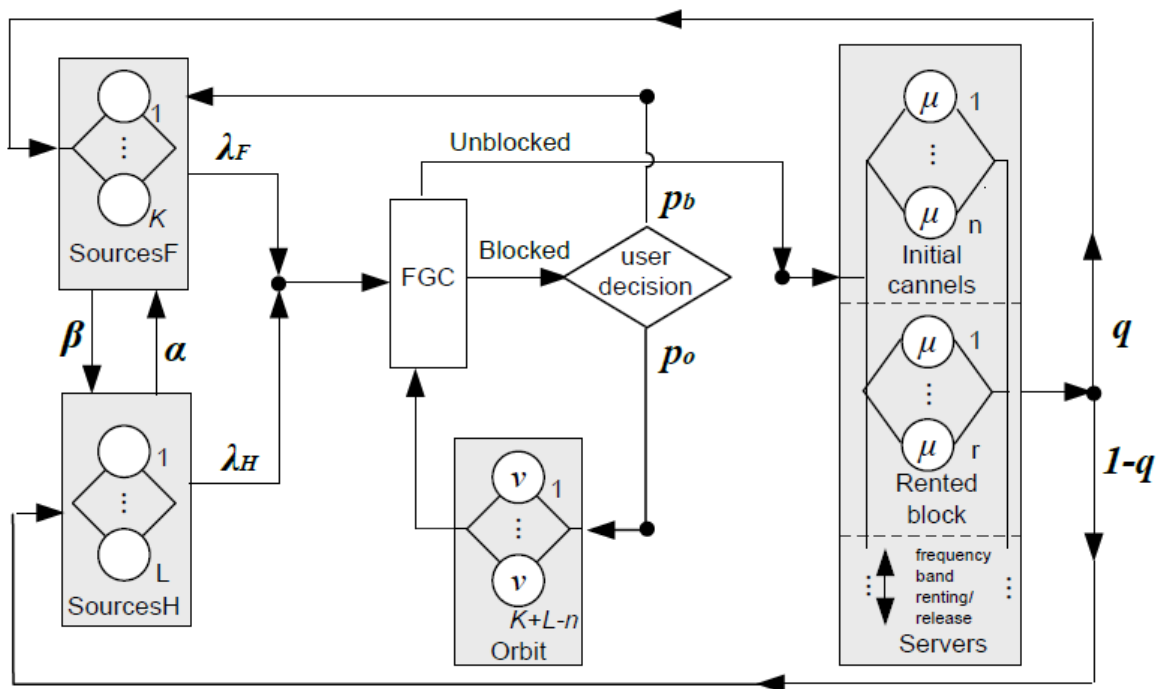 1
⋮
K
SourcesF
λF
β
α
1
⋮
L
SourcesH
λH
Unblocked
FGC
Blocked
pb
user
decision
po
ν
1
⋮
ν
K+L-n
Orbit
μ
1
⋮
μ
n
Initial
cannels
μ
1
⋮
μ
r
Rented
block
⋮
frequency
band
renting/
release
⋮
Servers
q
1-q